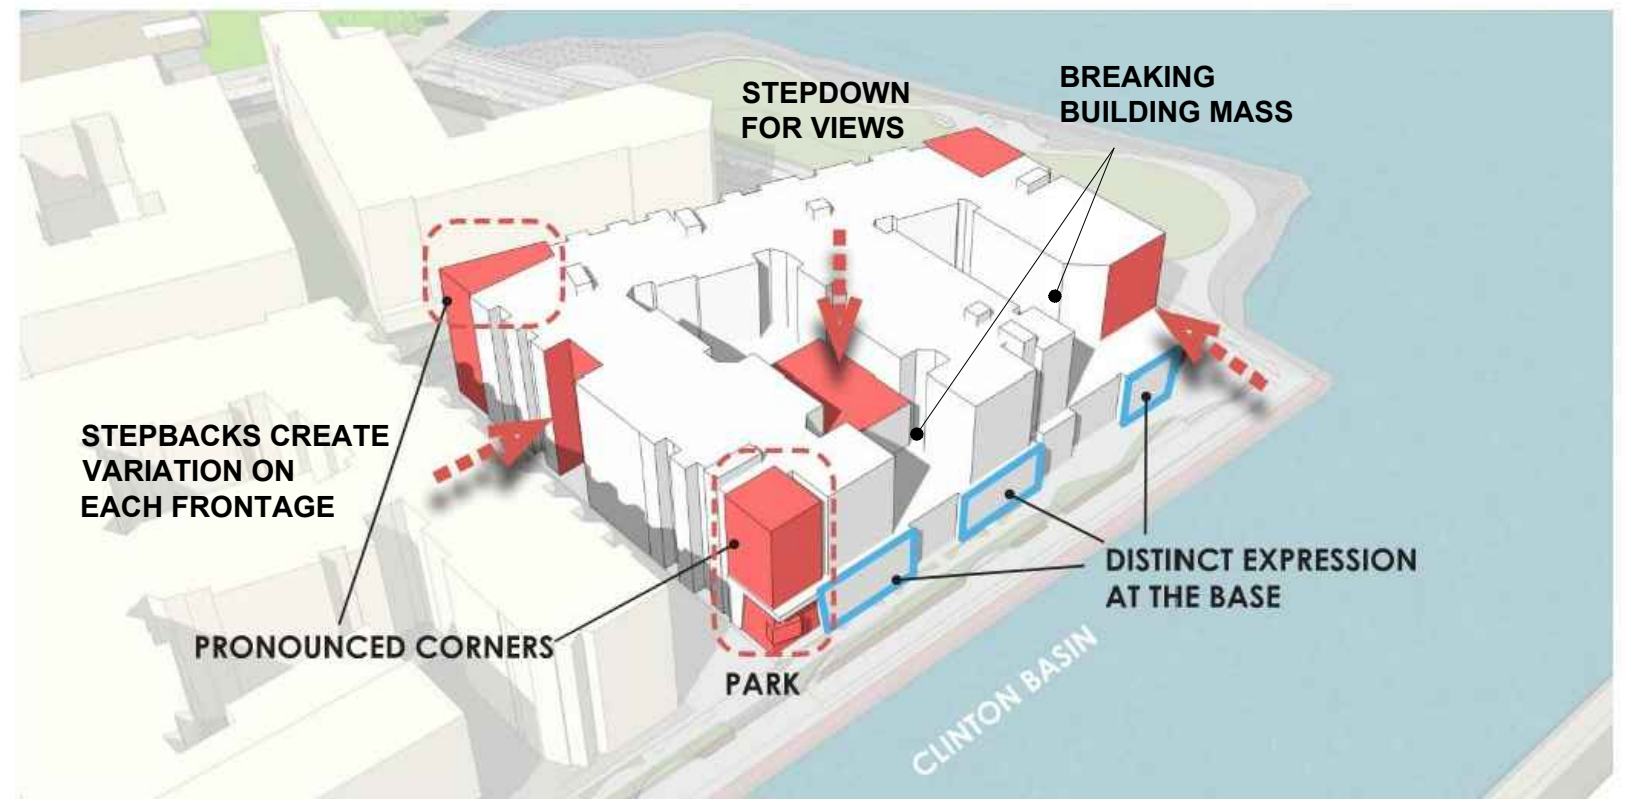 STEPDOWN
FOR VIEWS
BREAKING
BUILDING MASS
STEPBACKS CREATE
VARIATION ON
EACH FRONTAGE
PRONOUNCED CORNERS
PARK
DISTINCT EXPRESSION
AT THE BASE
CLINTON BASIN